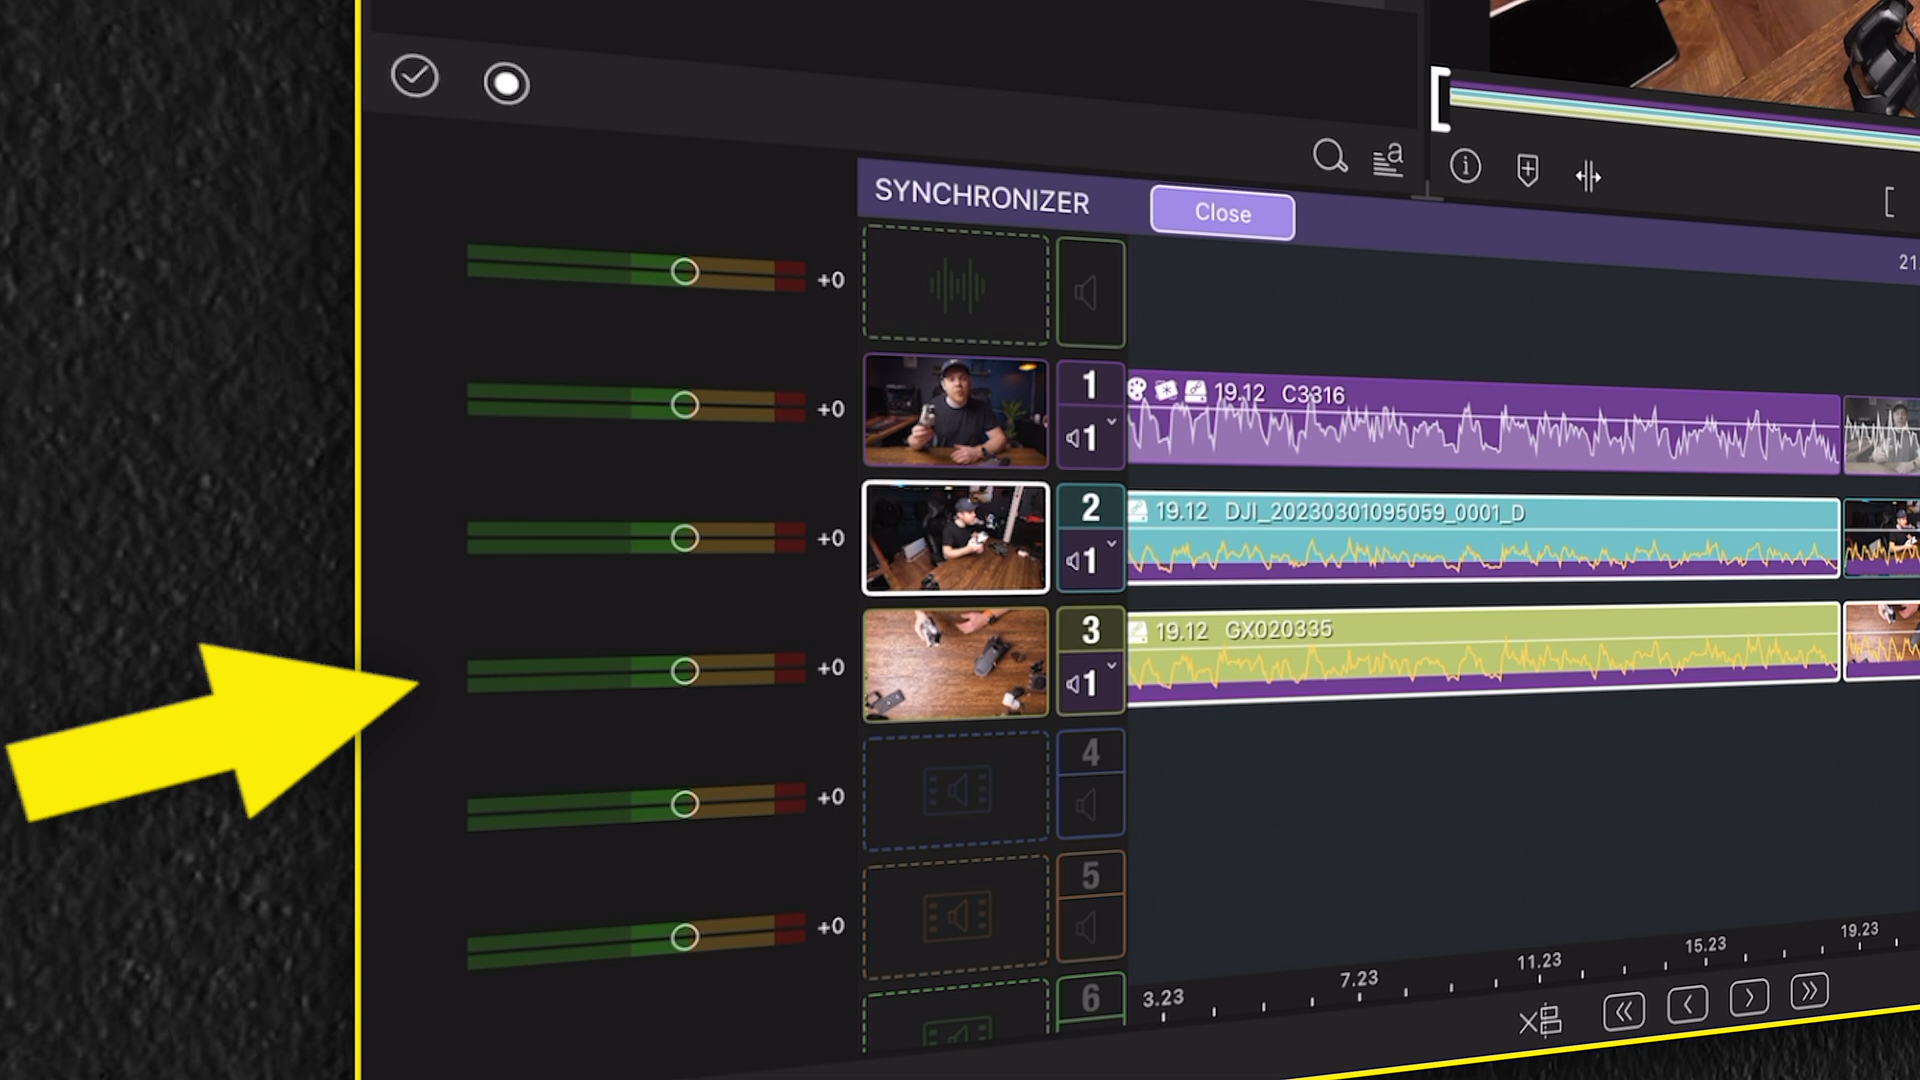 a
SYNCHRONIZER
Close
21.
+0
+0
1
19.12 C3316
1
+0
2
19.12 DJI_20230301095059_0001_D
1
+0
3
19.12 GX020335
1
+0
4
+0
5
6
3.23 7.23 11.23 15.23 19.23